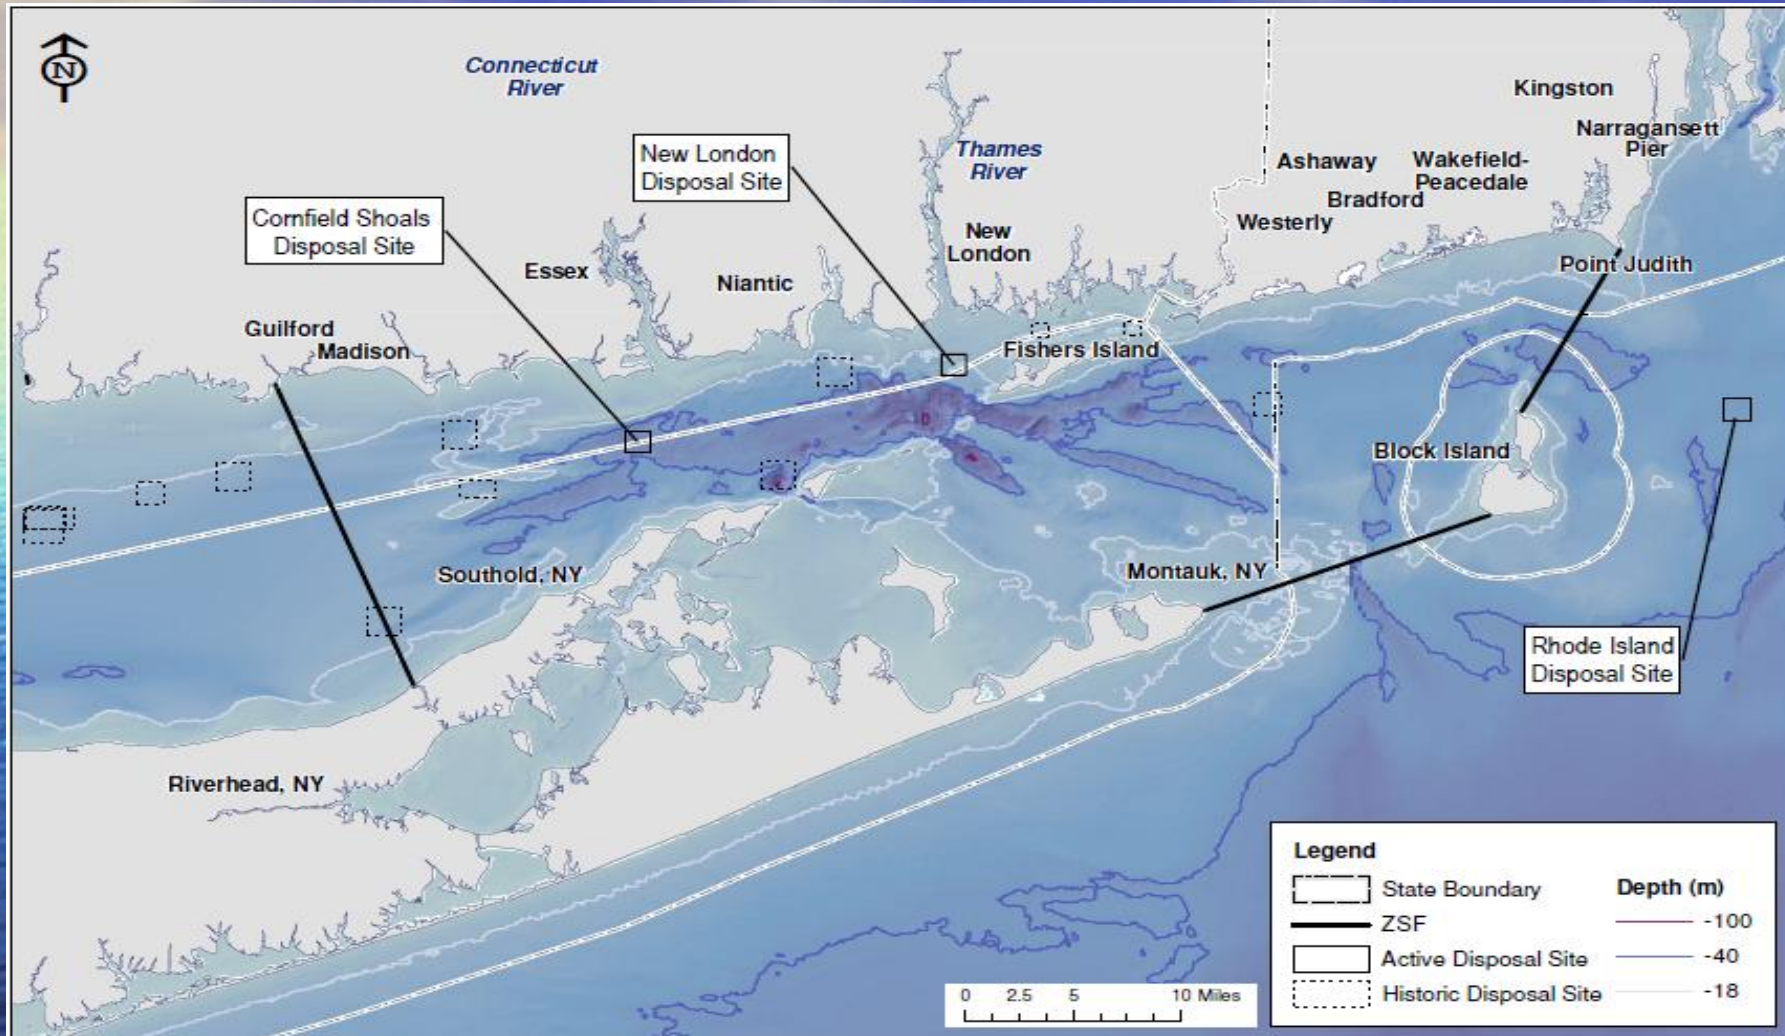 N
Connecticut
River
Kingston
Narragansett
Pier
New London
Disposal Site
Thames
River
Ashaway
Wakefield-
Peacedale
Bradford
Westerly
Cornfield Shoals
Disposal Site
New
London
Essex
Niantic
Point Judith
Guilford
Madison
Fishers Island
Block Island
Southold, NY
Montauk, NY
Rhode Island
Disposal Site
Riverhead, NY
Legend
State Boundary
ZSF
Active Disposal Site
Historic Disposal Site
Depth (m)
-100
-40
-18
0 2.5 5 10 Miles